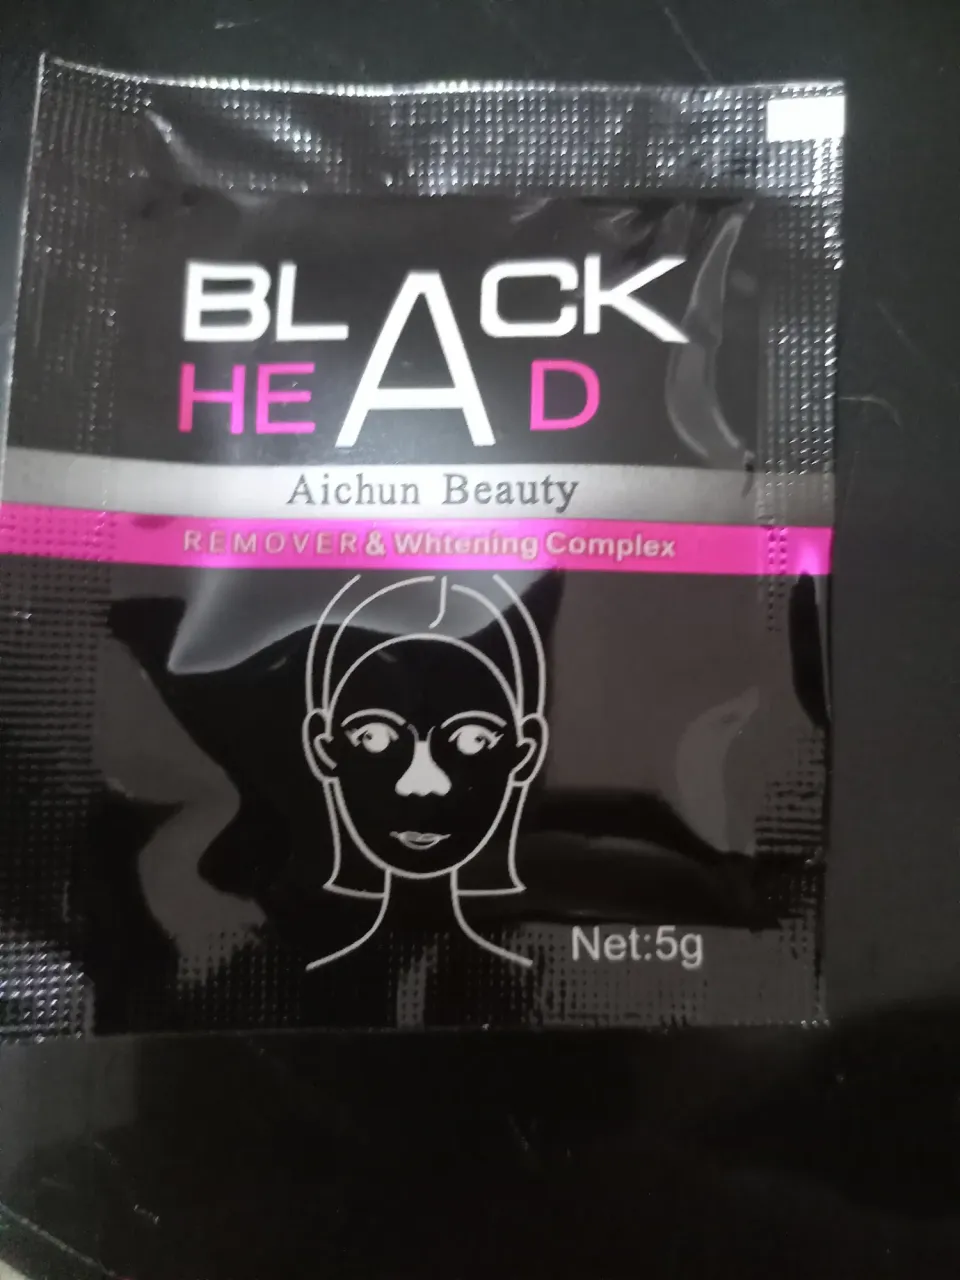 BLACK
HEAD
Aichun Beauty
REMOVER & Whtening Complex
Net:5g